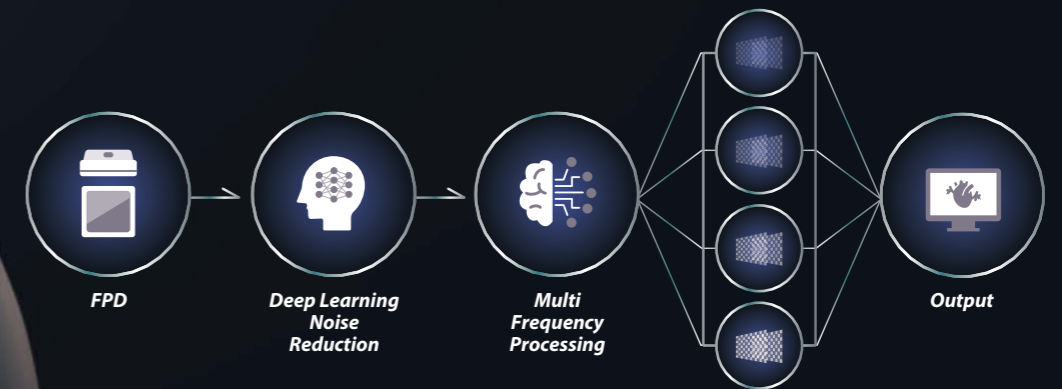 FPD
Deep Learning
Noise
Reduction
Multi
Frequency
Processing
Output